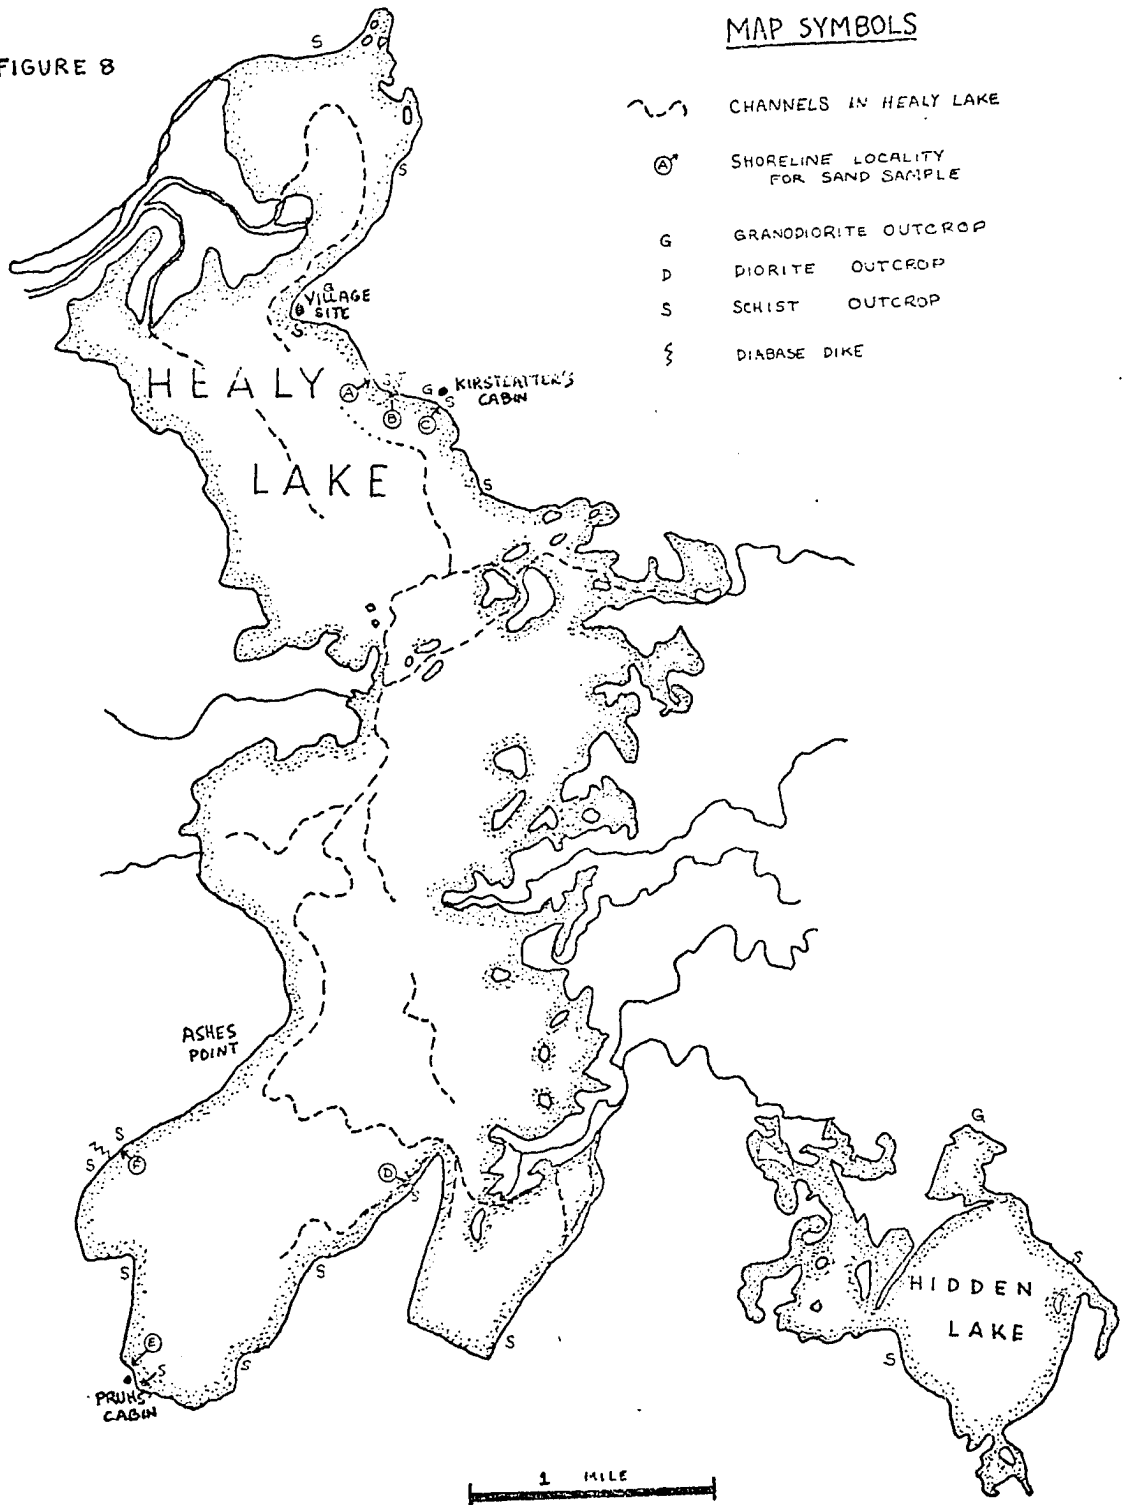 FIGURE 8
MAP SYMBOLS
CHANNELS IN HEALY LAKE
A SHORELINE LOCALITY
FOR SAND SAMPLE
G GRANODIORITE OUTCROP
D DIORITE OUTCROP
S SCHIST OUTCROP
DIABASE DIKE
S
S
G
VILLAGE
SITE
S
HEALY
A
B
C
G
S
KIRSTEATTER'S
CABIN
LAKE
S
ASHES
POINT
S
S
F
D
S
S
S
E
S
S
PRUHS'
CABIN
S
G
S
HIDDEN
LAKE
S
1 MILE